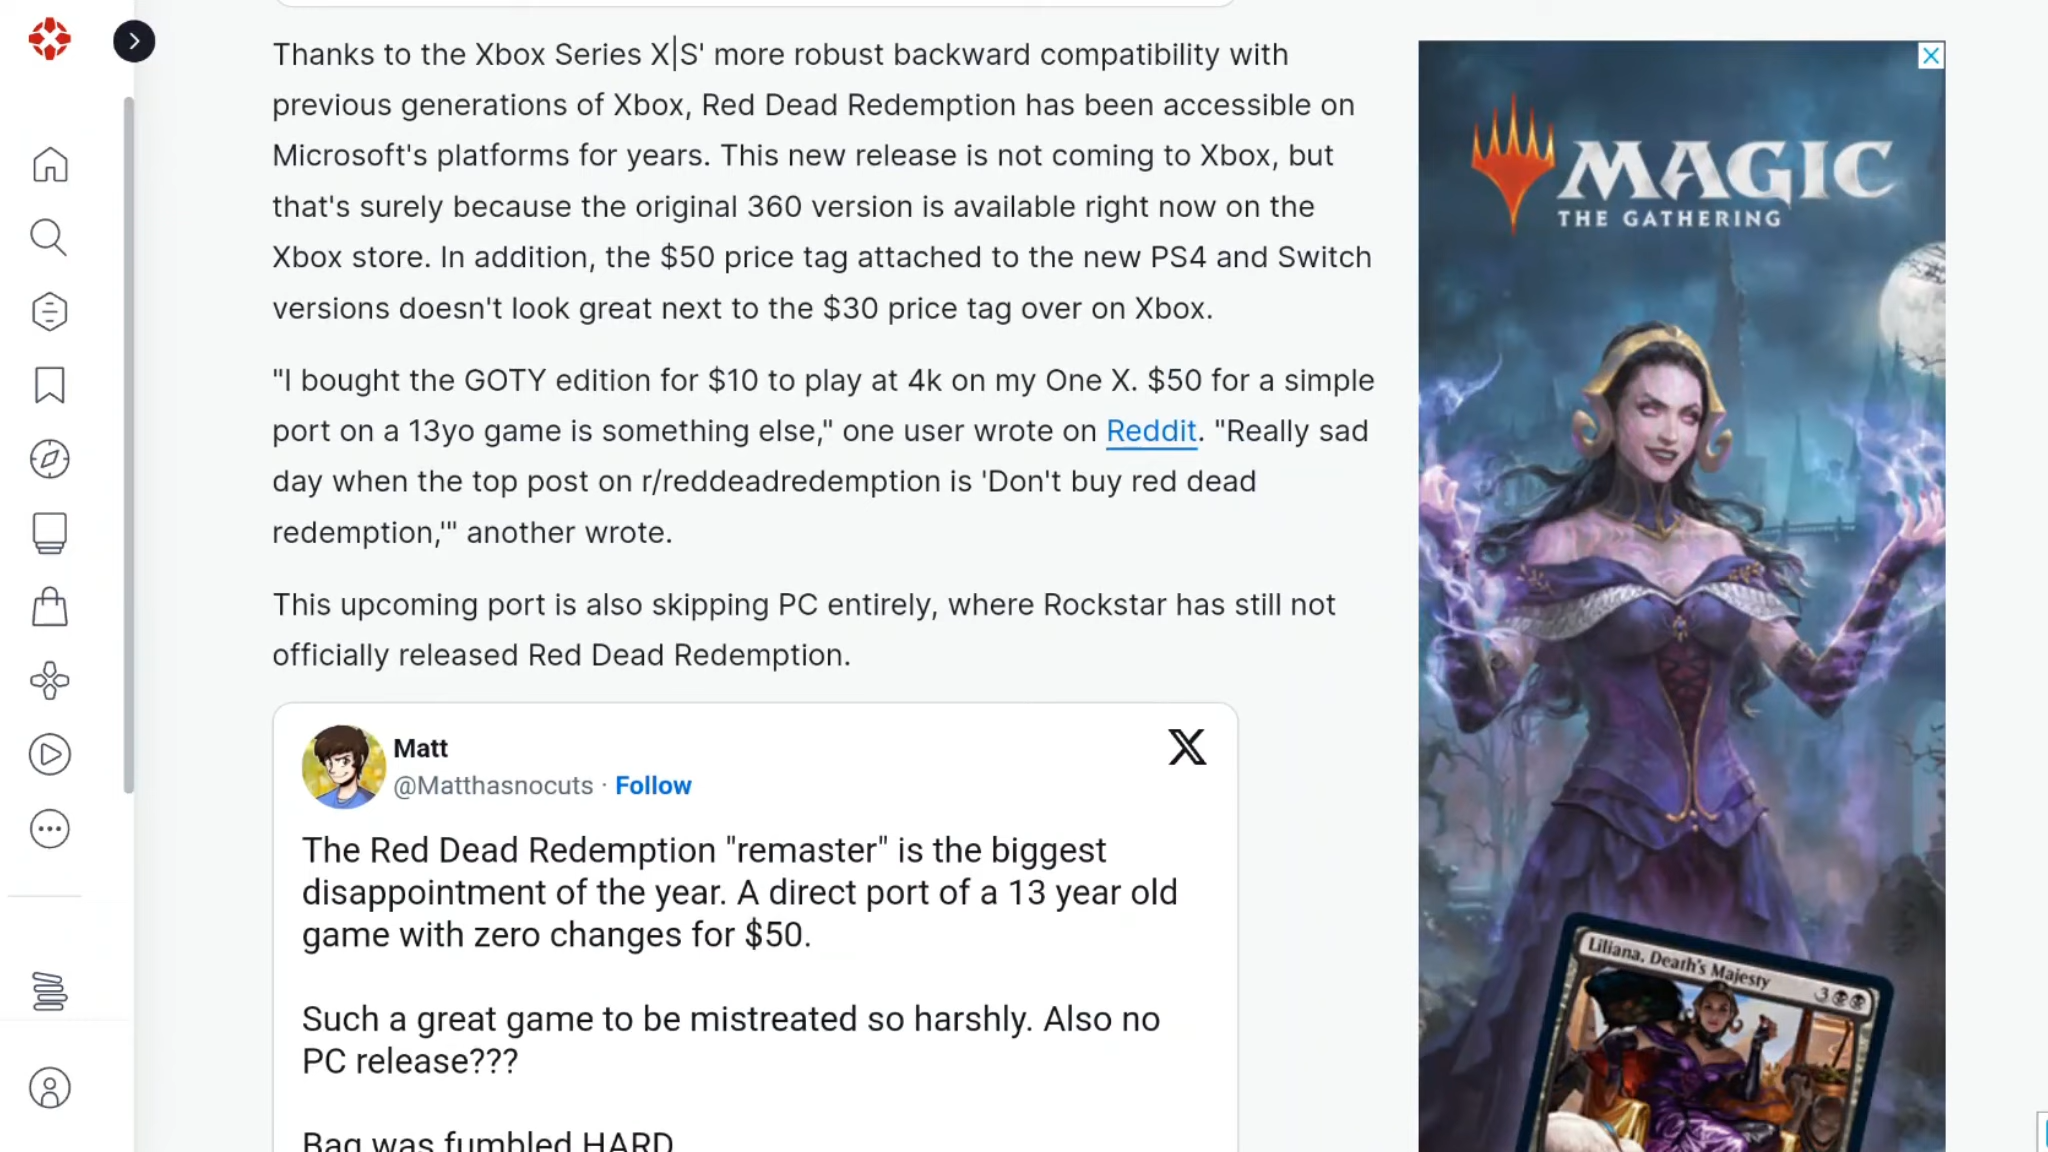 Thanks to the Xbox Series X|S' more robust backward compatibility with
previous generations of Xbox, Red Dead Redemption has been accessible on
Microsoft's platforms for years. This new release is not coming to Xbox, but
that's surely because the original 360 version is available right now on the
Xbox store. In addition, the $50 price tag attached to the new PS4 and Switch
versions doesn't look great next to the $30 price tag over on Xbox.
"I bought the GOTY edition for $10 to play at 4k on my One X. $50 for a simple
port on a 13yo game is something else," one user wrote on Reddit. "Really sad
day when the top post on r/reddeadredemption is 'Don't buy red dead
redemption,'" another wrote.
This upcoming port is also skipping PC entirely, where Rockstar has still not
officially released Red Dead Redemption.
Matt
@Matthasnocuts · Follow
The Red Dead Redemption "remaster" is the biggest
disappointment of the year. A direct port of a 13 year old
game with zero changes for $50.
Such a great game to be mistreated so harshly. Also no
PC release???
Bag was fumbled HARD
MAGIC
THE GATHERING
Liliana, Death's Majesty
3